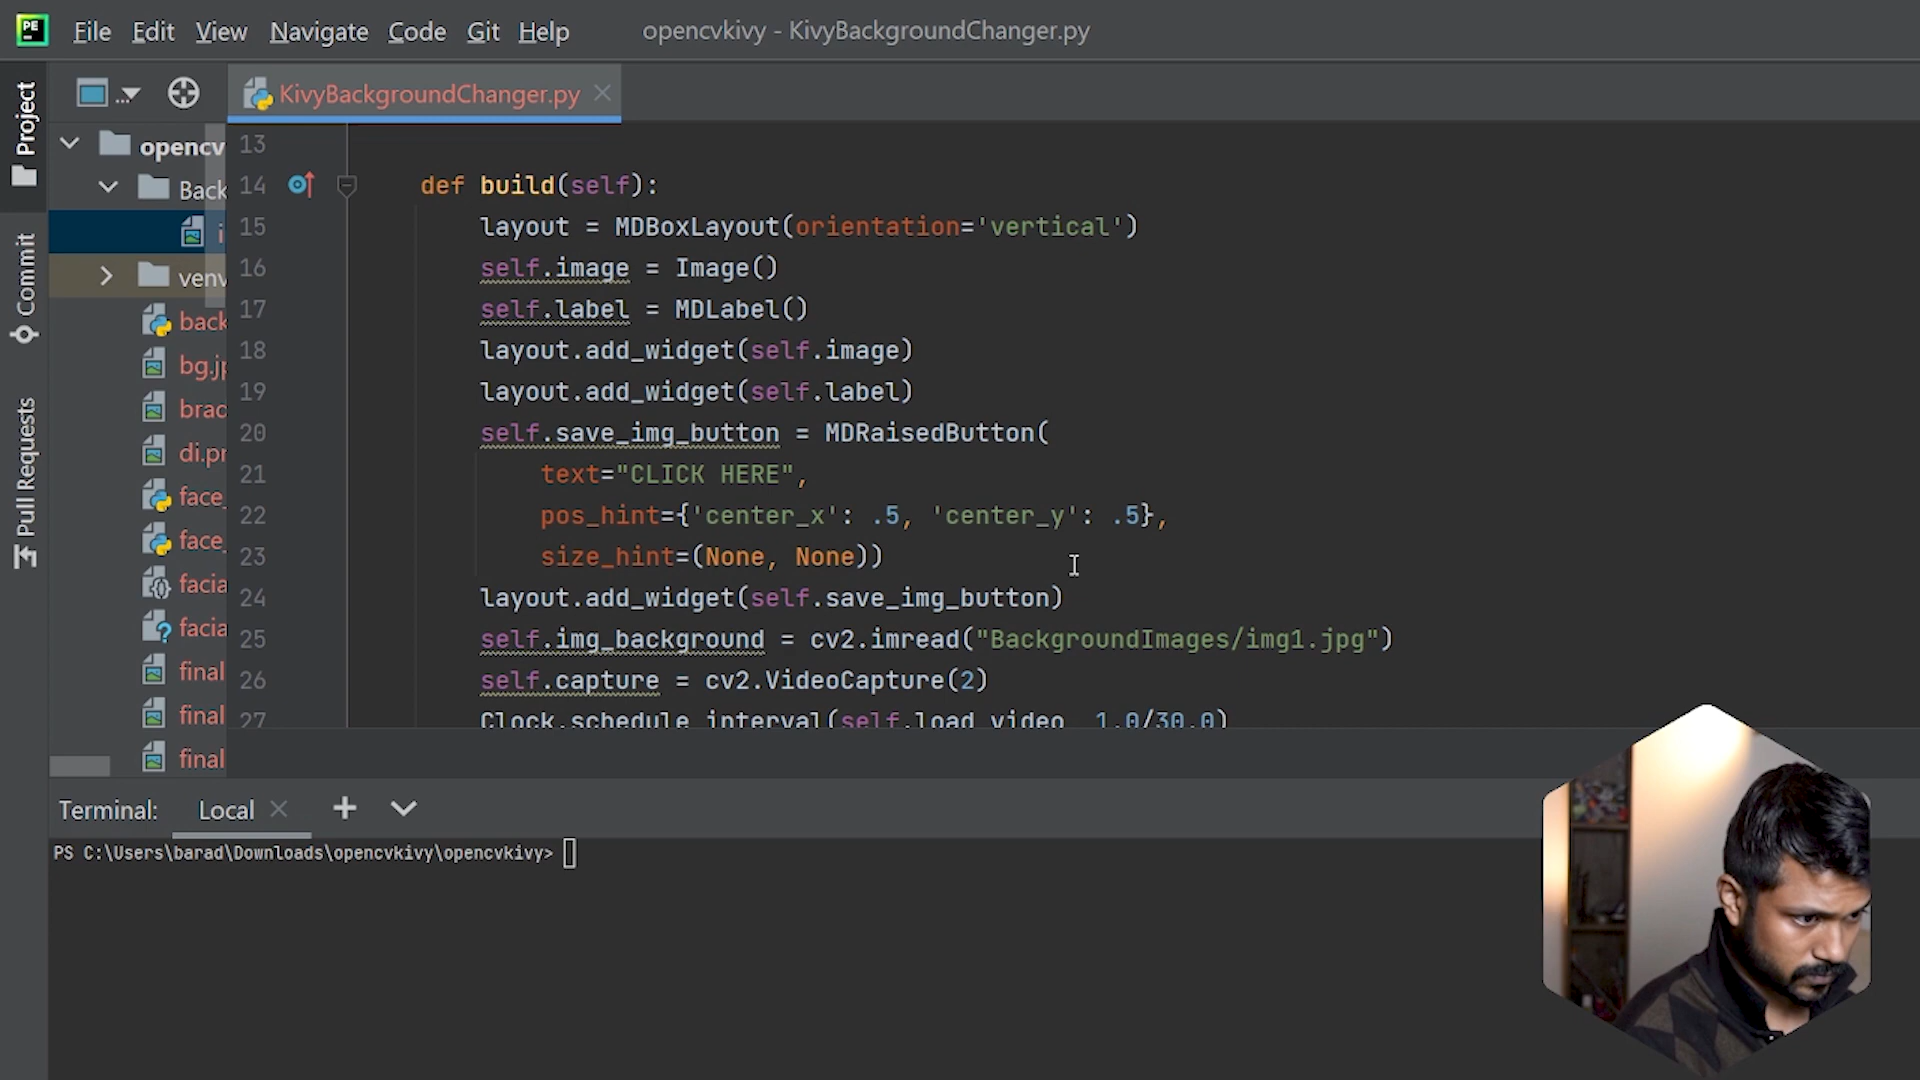 PE File Edit View Navigate Code Git Help opencvkivy - KivyBackgroundChanger.py
Project
Commit
Pull Requests
... KivyBackgroundChanger.py
opencv
Back
i
venv
back
bg.jp
brad
di.pr
face_
face_
facia
facia
final
final
final
13
14 def build(self):
15 layout = MDBoxLayout(orientation='vertical')
16 self.image = Image()
17 self.label = MDLabel()
18 layout.add_widget(self.image)
19 layout.add_widget(self.label)
20 self.save_img_button = MDRaisedButton(
21 text="CLICK HERE",
22 pos_hint={'center_x': .5, 'center_y': .5},
23 size_hint=(None, None))
24 layout.add_widget(self.save_img_button)
25 self.img_background = cv2.imread("BackgroundImages/img1.jpg")
26 self.capture = cv2.VideoCapture(2)
27 Clock.schedule_interval(self.load_video, 1.0/30.0)
Terminal: Local
PS C:\Users\barad\Downloads\opencvkivy\opencvkivy>